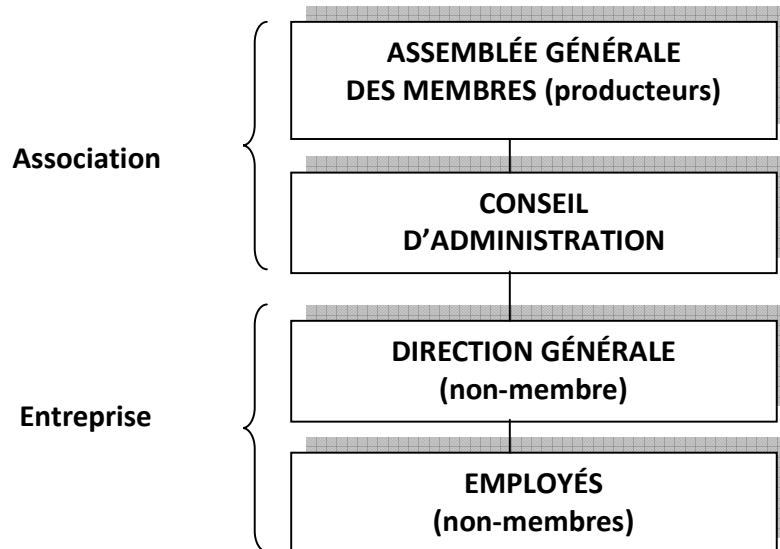 ASSEMBLÉE GÉNÉRALE
DES MEMBRES (producteurs)
Association
CONSEIL
D’ADMINISTRATION
DIRECTION GÉNÉRALE
(non-membre)
Entreprise
EMPLOYÉS
(non-membres)